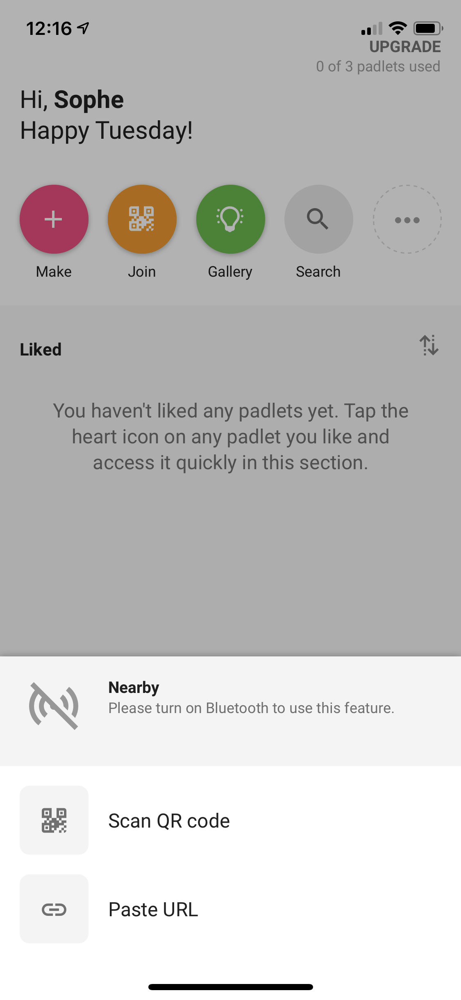 12:16
UPGRADE
0 of 3 padlets used
Hi, Sophe
Happy Tuesday!
Make
Join
Gallery
Search
Liked
You haven't liked any padlets yet. Tap the
heart icon on any padlet you like and
access it quickly in this section.
Nearby
Please turn on Bluetooth to use this feature.
Scan QR code
Paste URL